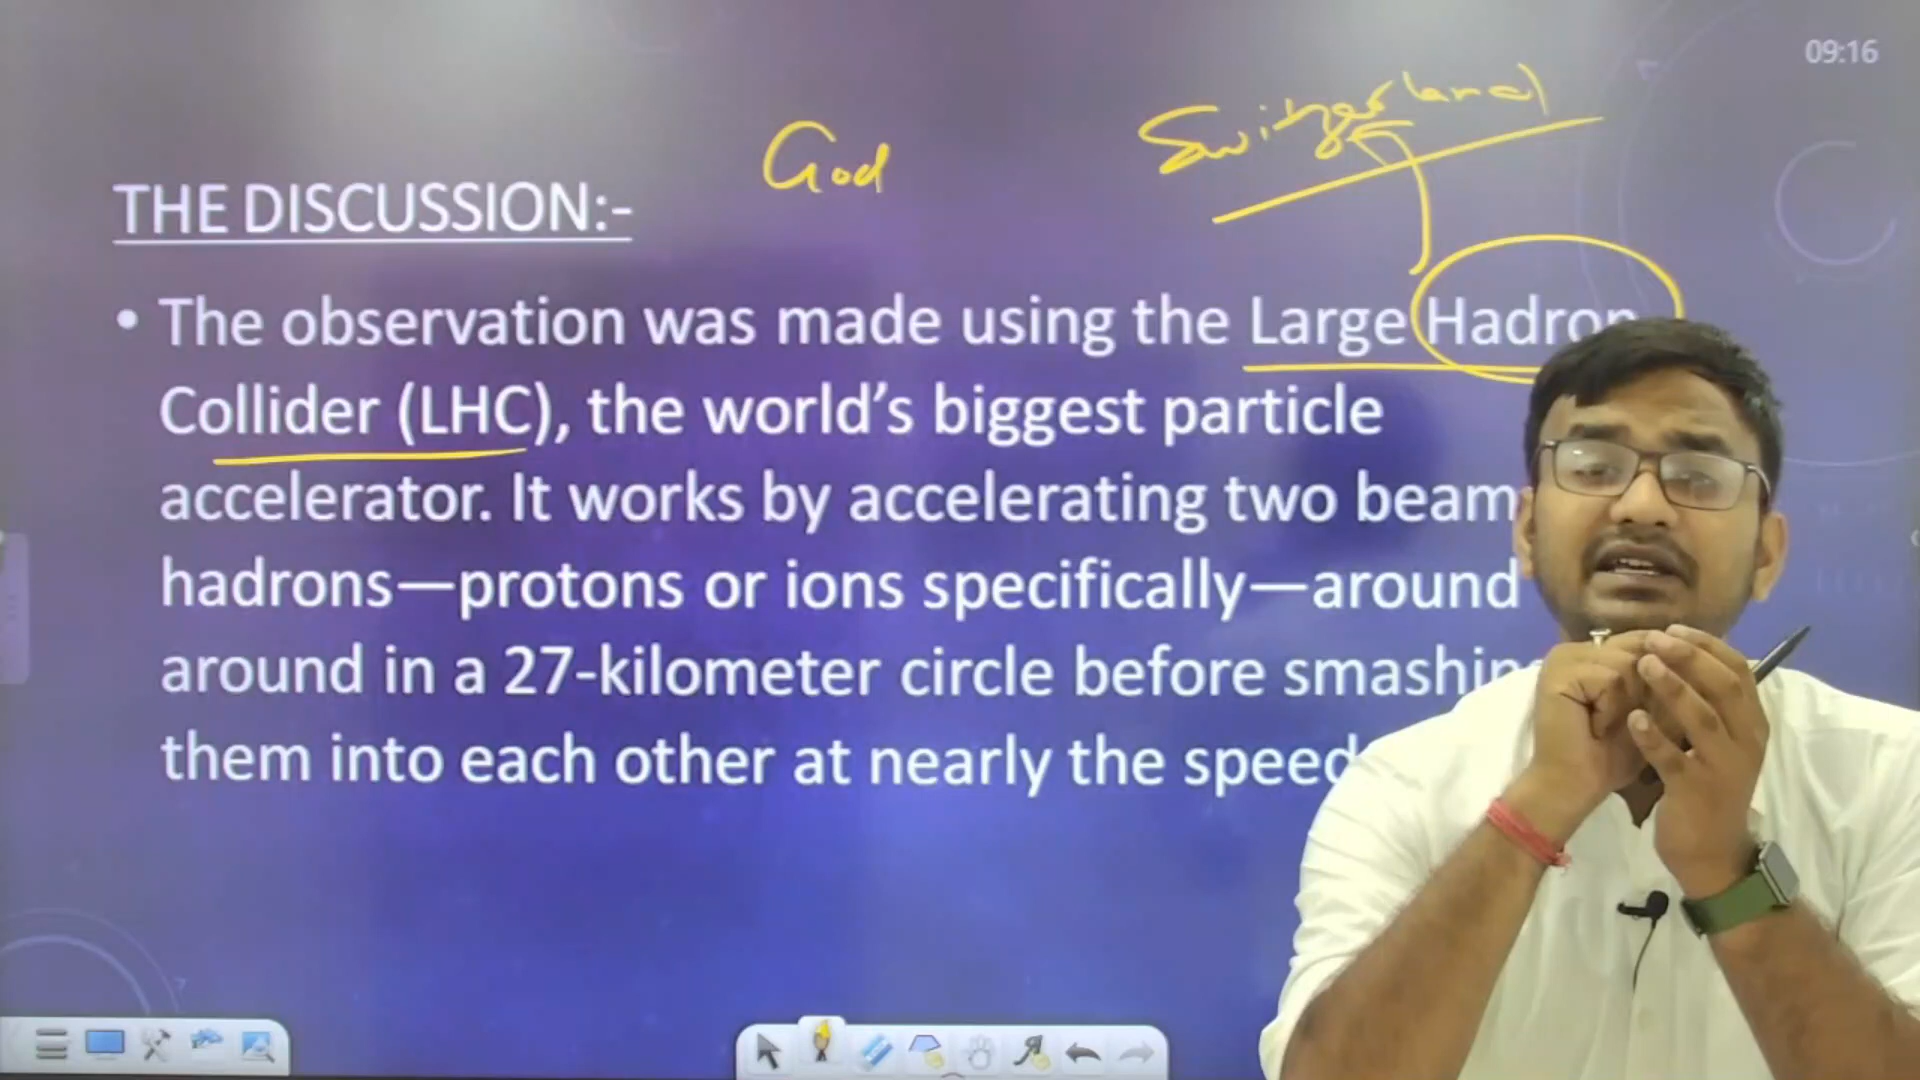 09:16
God
Switzerland
THE DISCUSSION:-
• The observation was made using the Large Hadron
Collider (LHC), the world's biggest particle
accelerator. It works by accelerating two beam
hadrons—protons or ions specifically—around
around in a 27-kilometer circle before smashing
them into each other at nearly the speed